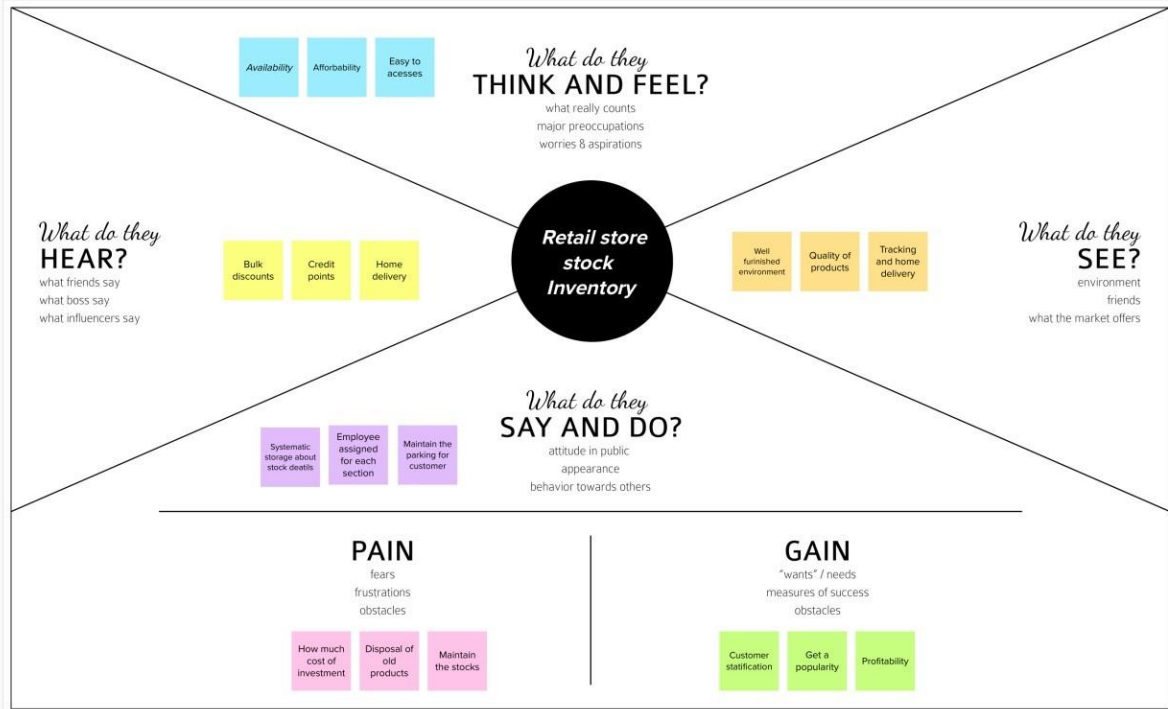 Availability
Afforbability
Easy to
acesses
What do they
THINK AND FEEL?
what really counts
major preoccupations
worries & aspirations
What do they
HEAR?
what friends say
what boss say
what influencers say
Bulk
discounts
Credit
points
Home
delivery
Retail store
stock
Inventory
Well
furinished
environment
Quality of
products
Tracking
and home
delivery
What do they
SEE?
environment
friends
what the market offers
What do they
SAY AND DO?
attitude in public
appearance
behavior towards others
Systematic
storage about
stock deatils
Employee
assigned
for each
section
Maintain the
parking for
customer
PAIN
fears
frustrations
obstacles
How much
cost of
investment
Disposal of
old
products
Maintain
the stocks
GAIN
"wants" / needs
measures of success
obstacles
Customer
statification
Get a
popularity
Profitability